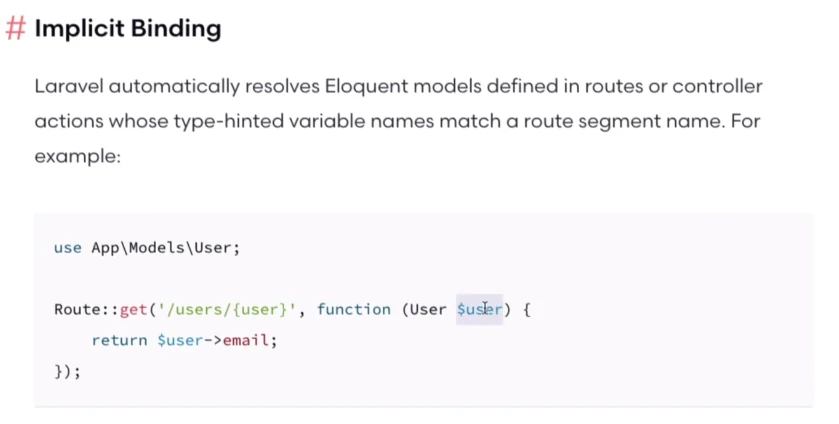 # Implicit Binding
Laravel automatically resolves Eloquent models defined in routes or controller
actions whose type-hinted variable names match a route segment name. For
example:
use App\Models\User;
Route::get('/users/{user}', function (User $user) {
return $user->email;
});